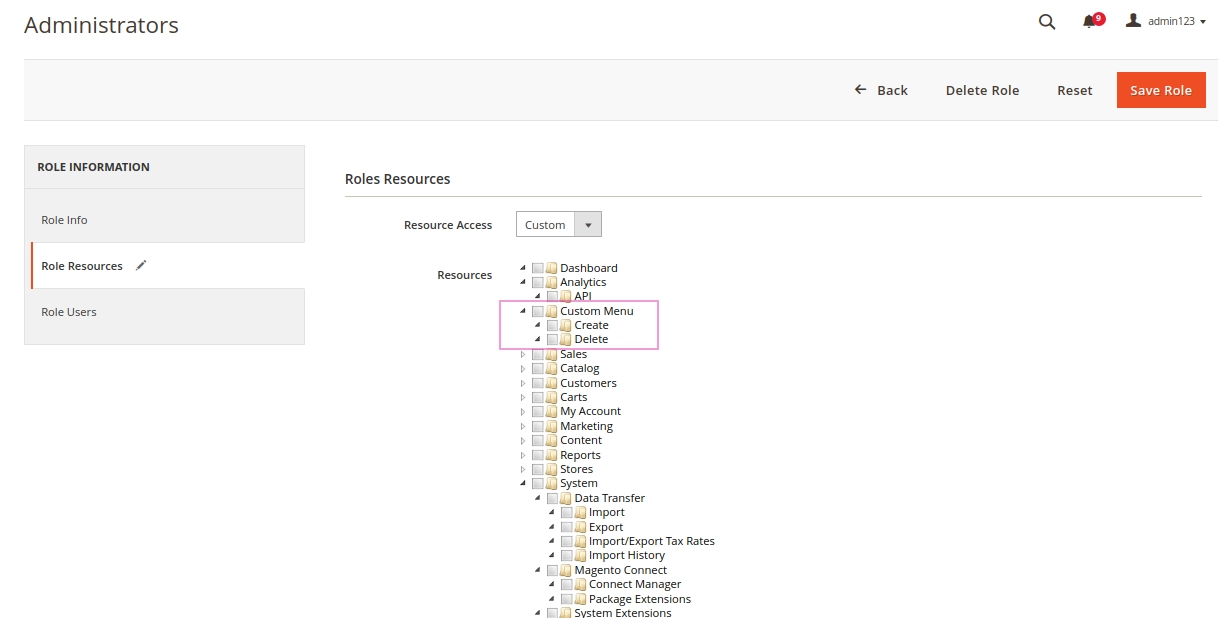 Administrators
9
admin123
Back
Delete Role
Reset
Save Role
ROLE INFORMATION
Role Info
Role Resources
Role Users
Roles Resources
Resource Access
Custom
Resources
Dashboard
Analytics
API
Custom Menu
Create
Delete
Sales
Catalog
Customers
Carts
My Account
Marketing
Content
Reports
Stores
System
Data Transfer
Import
Export
Import/Export Tax Rates
Import History
Magento Connect
Connect Manager
Package Extensions
System Extensions